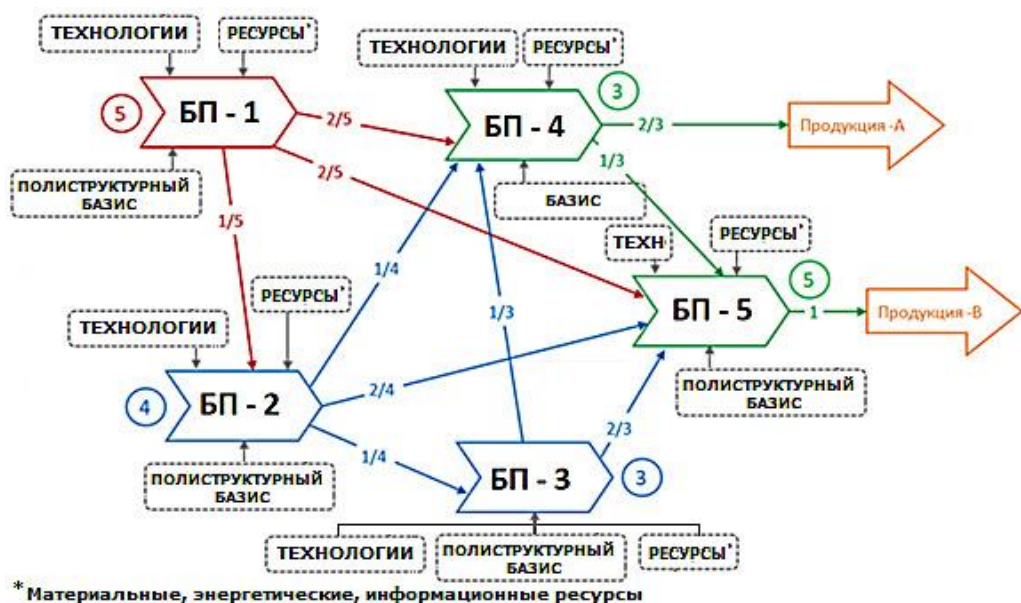 ТЕХНОЛОГИИ
РЕСУРСЫ*
ТЕХНОЛОГИИ
РЕСУРСЫ*
5
БП - 1
3
БП - 4
2/5
2/3
Продукция -А
2/5
1/3
ПОЛИСТРУКТУРНЫЙ
БАЗИС
БАЗИС
1/5
ТЕХН
РЕСУРСЫ*
1/4
5
РЕСУРСЫ*
1/3
БП - 5
1
Продукция -В
ТЕХНОЛОГИИ
4
БП - 2
2/4
ПОЛИСТРУКТУРНЫЙ
БАЗИС
1/4
2/3
ПОЛИСТРУКТУРНЫЙ
БАЗИС
БП - 3
3
ТЕХНОЛОГИИ
ПОЛИСТРУКТУРНЫЙ
БАЗИС
РЕСУРСЫ*
*Материальные, энергетические, информационные ресурсы